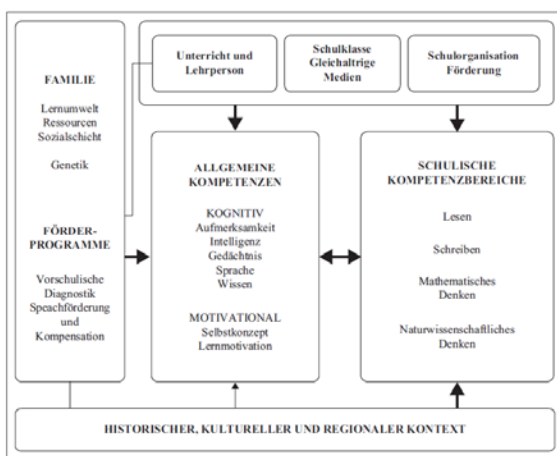 FAMILIE
Lernumwelt
Ressourcen
Sozialschicht
Genetik
FÖRDER-
PROGRAMME
Vorschulische
Diagnostik
Speachförderung
und
Kompensation
Unterricht und
Lehrperson
Schulklasse
Gleichaltrige
Medien
Schulorganisation
Förderung
ALLGEMEINE
KOMPETENZEN
KOGNITIV
Aufmerksamkeit
Intelligenz
Gedächtnis
Sprache
Wissen
MOTIVATIONAL
Selbstkonzept
Lernmotivation
SCHULISCHE
KOMPETENZBEREICHE
Lesen
Schreiben
Mathematisches
Denken
Naturwissenschaftliches
Denken
HISTORISCHER, KULTURELLER UND REGIONALER KONTEXT